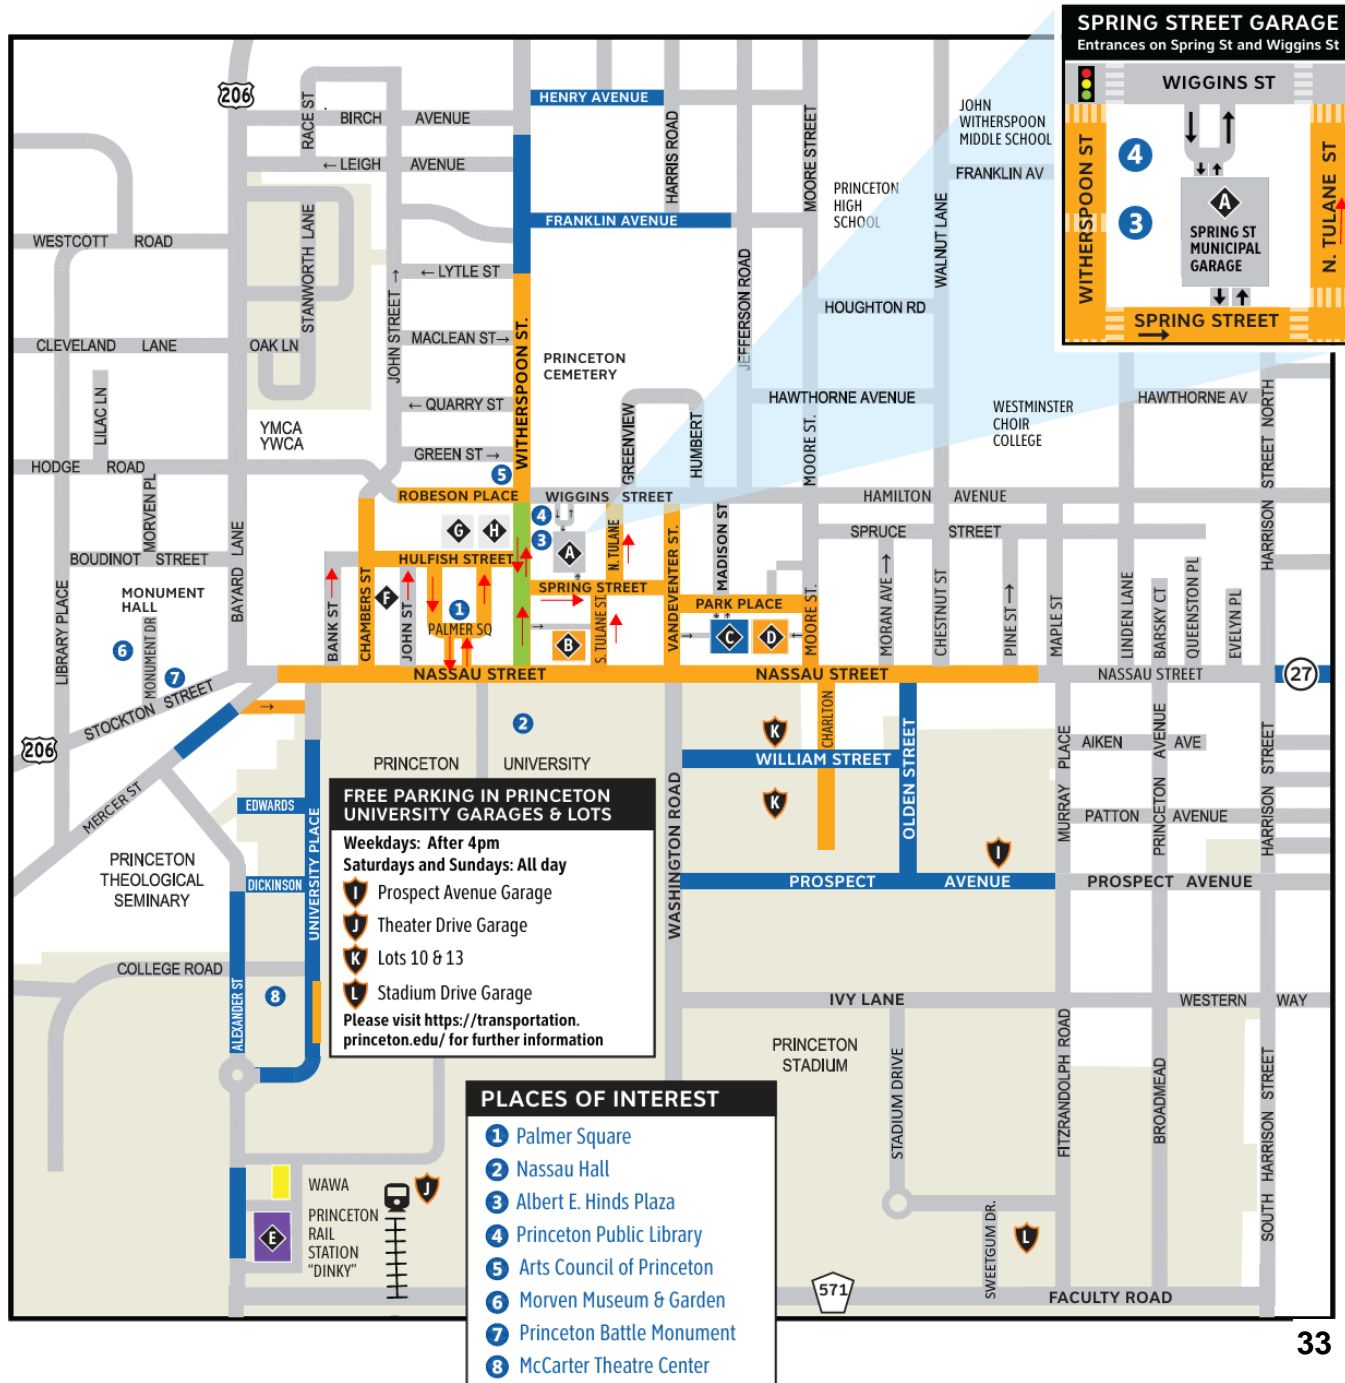 SPRING STREET GARAGE
Entrances on Spring St and Wiggins St
WIGGINS ST
WITHERSPOON ST
4
3
A
SPRING ST
MUNICIPAL
GARAGE
N. TULANE ST
SPRING STREET
206
RACE ST
BIRCH AVENUE
← LEIGH AVENUE
HENRY AVENUE
HARRIS ROAD
MOORE STREET
JOHN
WITHERSPOON
MIDDLE SCHOOL
FRANKLIN AV
PRINCETON
HIGH
SCHOOL
WALNUT LANE
FRANKLIN AVENUE
WESTCOTT ROAD
STANWORTH LANE
← LYTLE ST
JOHN STREET →
JEFFERSON ROAD
HOUGHTON RD
CLEVELAND LANE
OAK LN
MACLEAN ST→
WITHERSPOON ST.
PRINCETON
CEMETERY
LILAC LN
← QUARRY ST
HAWTHORNE AVENUE
HAWTHORNE AV
WESTMINSTER
CHOIR
COLLEGE
YMCA
YWCA
GREENVIEW
HUMBERT
MOORE ST.
HARRISON STREET NORTH
HODGE ROAD
GREEN ST →
5
MORVEN PL
ROBESON PLACE
WIGGINS STREET
HAMILTON AVENUE
4
3
G
H
A
N. TULANE
VANDEVENTER ST.
MADISON ST
SPRUCE STREET
BOUDINOT STREET
BAYARD LANE
HULFISH STREET
LIBRARY PLACE
MONUMENT
HALL
6
MONUMENT DR
7
BANK ST
CHAMBERS ST
F
JOHN ST
1
PALMER SQ
SPRING STREET
B
S. TULANE ST.
PARK PLACE
C
D
MOORE ST.
MORAN AVE →
CHESTNUT ST
PINE ST →
MAPLE ST
LINDEN LANE
BARSKY CT
QUEENSTON PL
EVELYN PL
NASSAU STREET
NASSAU STREET
NASSAU STREET
27
STOCKTON STREET
206
2
K
CHARLTON
OLDEN STREET
PRINCETON UNIVERSITY
WILLIAM STREET
MURRAY PLACE
AIKEN AVE
PRINCETON AVENUE
HARRISON STREET
MERCER ST
EDWARDS
UNIVERSITY PLACE
WASHINGTON ROAD
K
PATTON AVENUE
I
PRINCETON
THEOLOGICAL
SEMINARY
DICKINSON
PROSPECT AVENUE
PROSPECT AVENUE
FREE PARKING IN PRINCETON
UNIVERSITY GARAGES & LOTS
Weekdays: After 4pm
Saturdays and Sundays: All day
I Prospect Avenue Garage
J Theater Drive Garage
K Lots 10 & 13
L Stadium Drive Garage
Please visit https://transportation.
princeton.edu/ for further information
COLLEGE ROAD
ALEXANDER ST
8
IVY LANE
WESTERN WAY
PRINCETON
STADIUM
STADIUM DRIVE
FITZRANDOLPH ROAD
BROADMEAD
SOUTH HARRISON STREET
WAWA
J
E
PRINCETON
RAIL
STATION
"DINKY"
SWEETGUM DR.
L
571
FACULTY ROAD
PLACES OF INTEREST
1 Palmer Square
2 Nassau Hall
3 Albert E. Hinds Plaza
4 Princeton Public Library
5 Arts Council of Princeton
6 Morven Museum & Garden
7 Princeton Battle Monument
8 McCarter Theatre Center
33